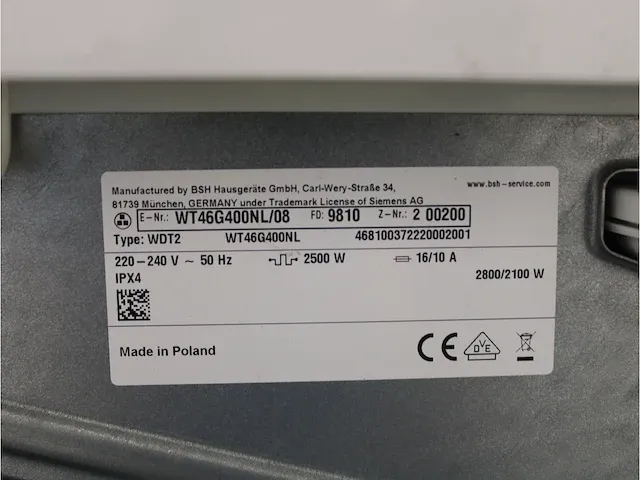 Manufactured by BSH Hausgeräte GmbH, Carl-Wery-Straße 34,
81739 München, GERMANY under Trademark License of Siemens AG
www.bsh-service.com
E-Nr.: WT46G400NL/08 FD: 9810 Z-Nr.: 2 00200
Type: WDT2 WT46G400NL 468100372220002001
220-240 V ~ 50 Hz 2500 W 16/10 A
IPX4 2800/2100 W
Made in Poland CE DVE